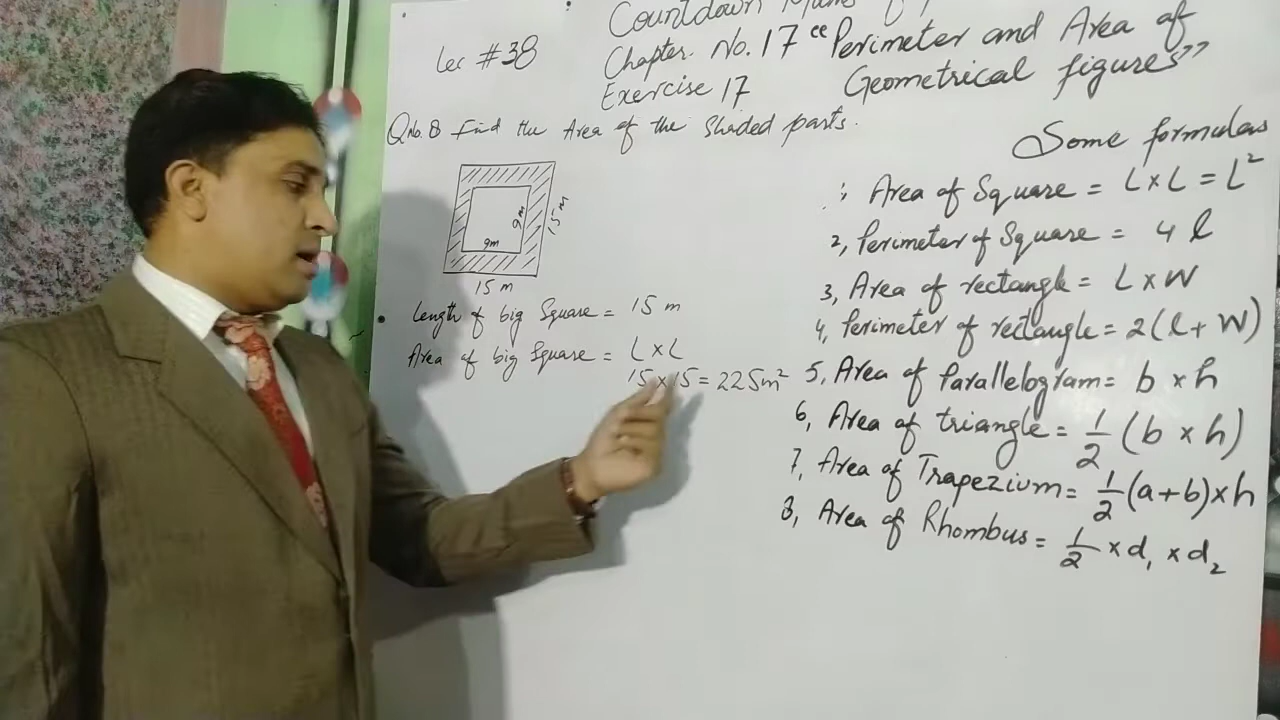 Countdown Maths
Lec #38
Chapter. No. 17 "Perimeter and Area of
Geometrical figures"
Exercise 17
Q No. 8 Find the Area of the Shaded parts.
9m
9m
15 m
15 m
Length of big Square = 15 m
Area of big Square = L × L
15 × 15 = 225m²
Some formulas
1, Area of Square = L × L = L²
2, Perimeter of Square = 4 l
3, Area of rectangle = L × W
4, Perimeter of rectangle = 2(l + W)
5, Area of Parallelogram = b × h
6, Area of triangle = 1/2 (b × h)
7, Area of Trapezium = 1/2 (a+b) × h
8, Area of Rhombus = 1/2 × d₁ × d₂